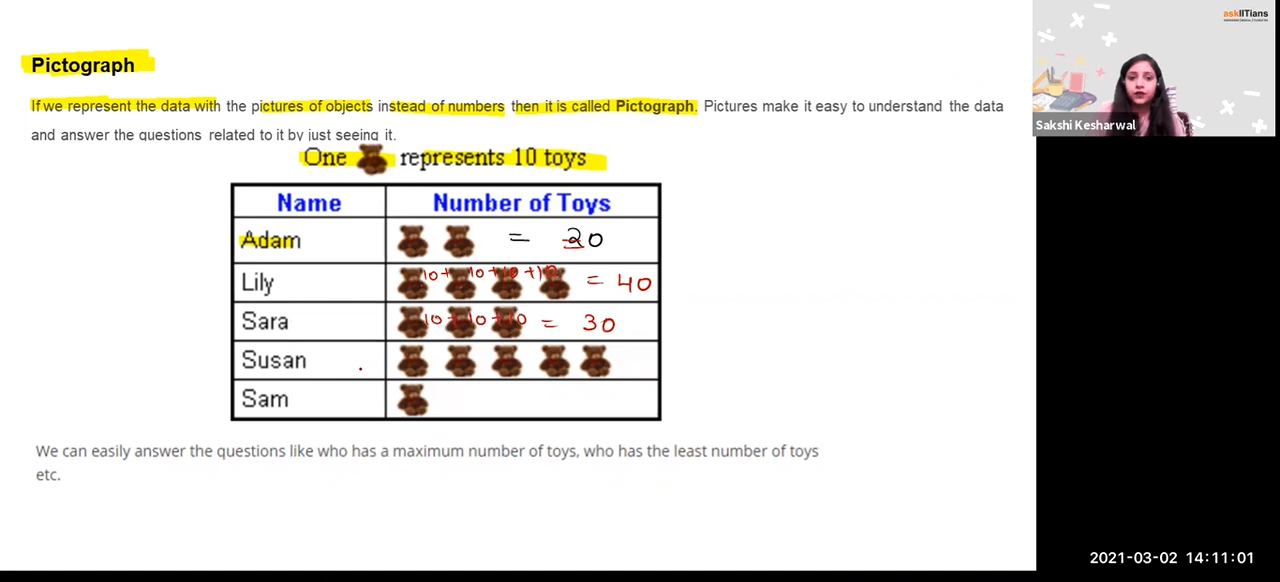 askIITians
Pictograph
If we represent the data with the pictures of objects instead of numbers then it is called Pictograph. Pictures make it easy to understand the data
and answer the questions related to it by just seeing it.
Sakshi Kesharwal
One represents 10 toys
Name Number of Toys
Adam = 20
Lily 10+ 10 +10 +10 = 40
Sara 10 + 10 + 10 = 30
Susan
Sam
We can easily answer the questions like who has a maximum number of toys, who has the least number of toys
etc.
2021-03-02 14:11:01